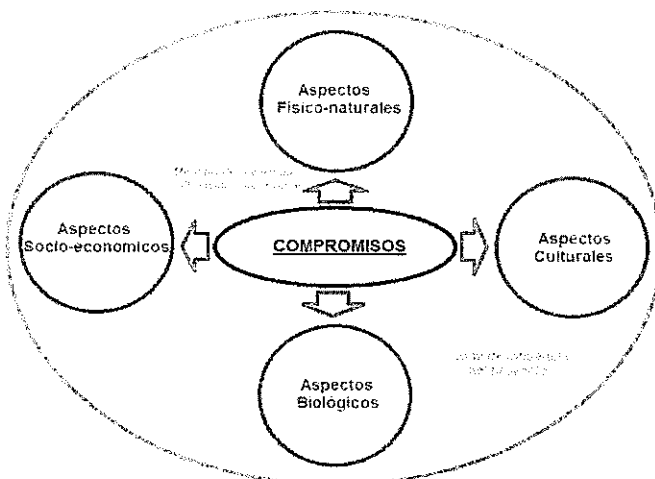 Aspectos
Físico-naturales
Aspectos
Socio-economicos
COMPROMISOS
Aspectos
Culturales
Aspectos
Biológicos